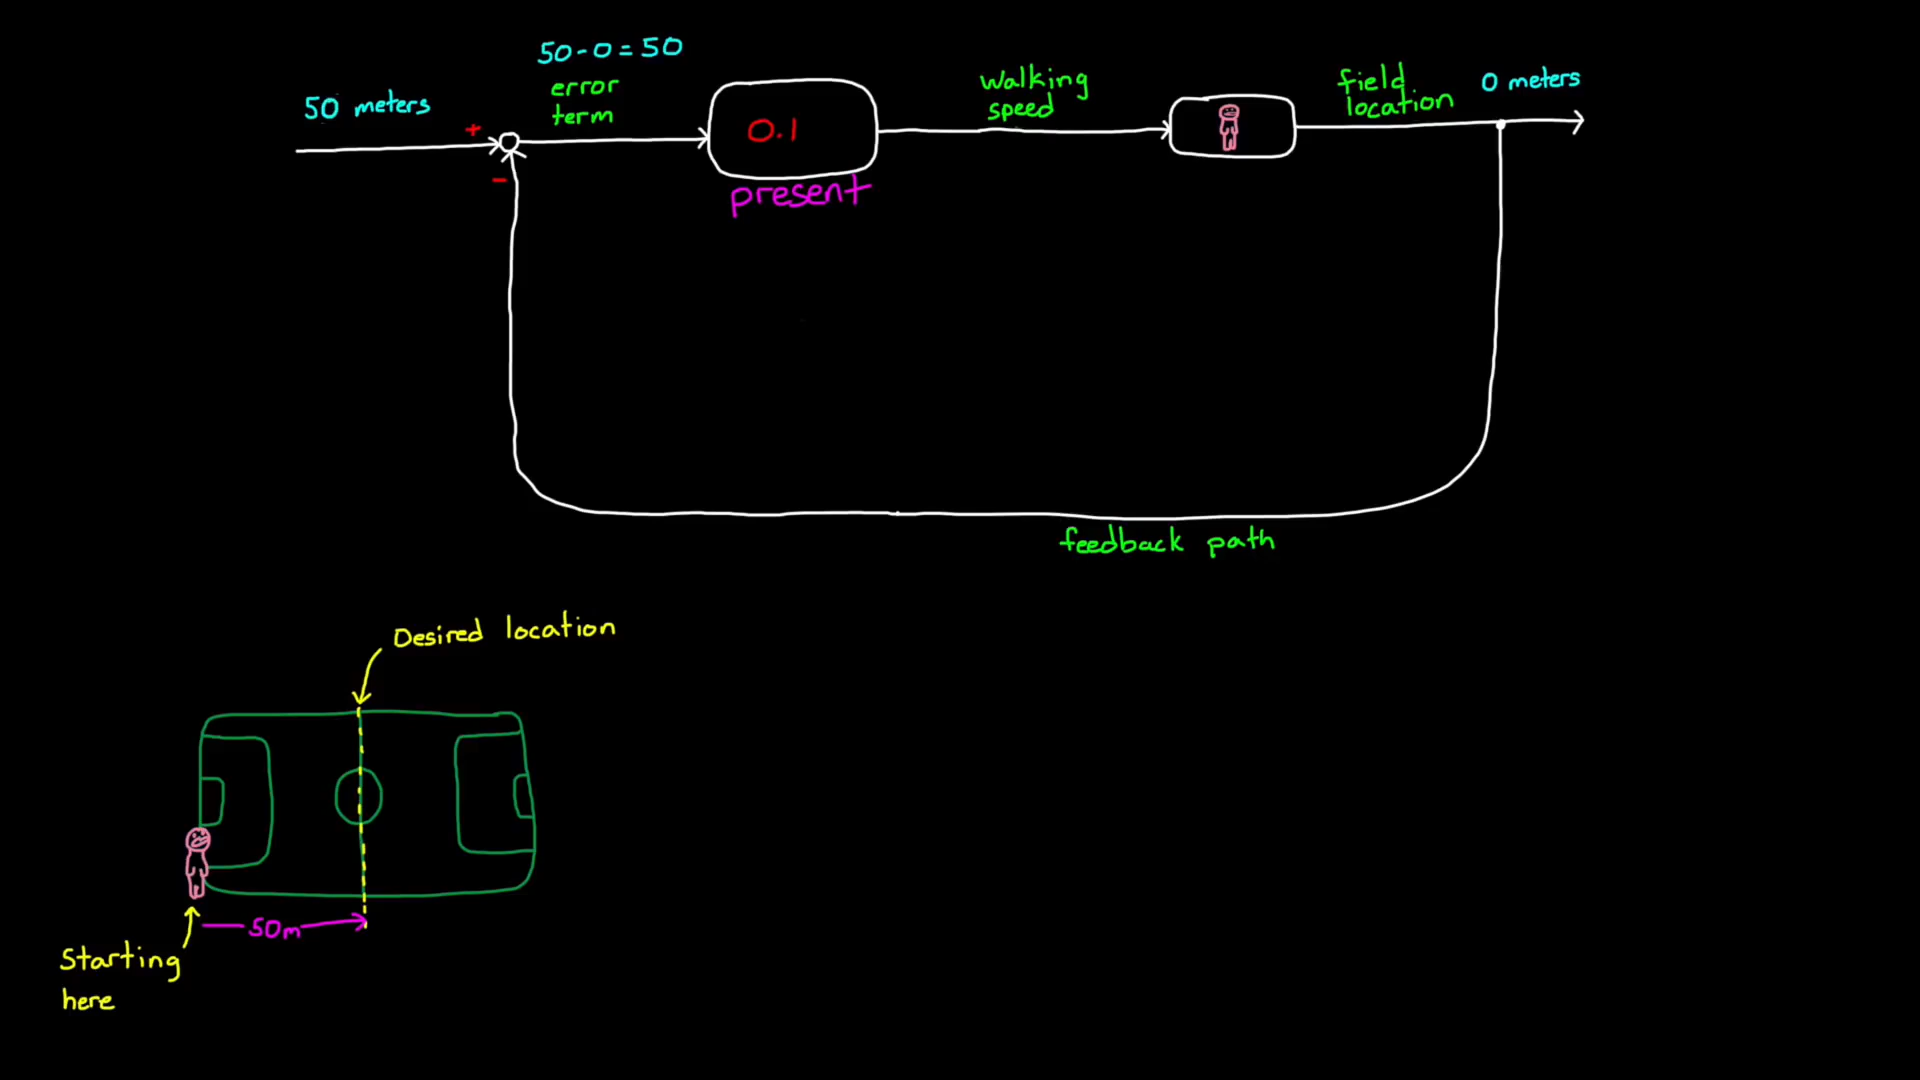 50-0=50
error
term
50 meters
+
-
0.1
present
walking
speed
field
location
0 meters
feedback path
Desired location
50m
Starting
here